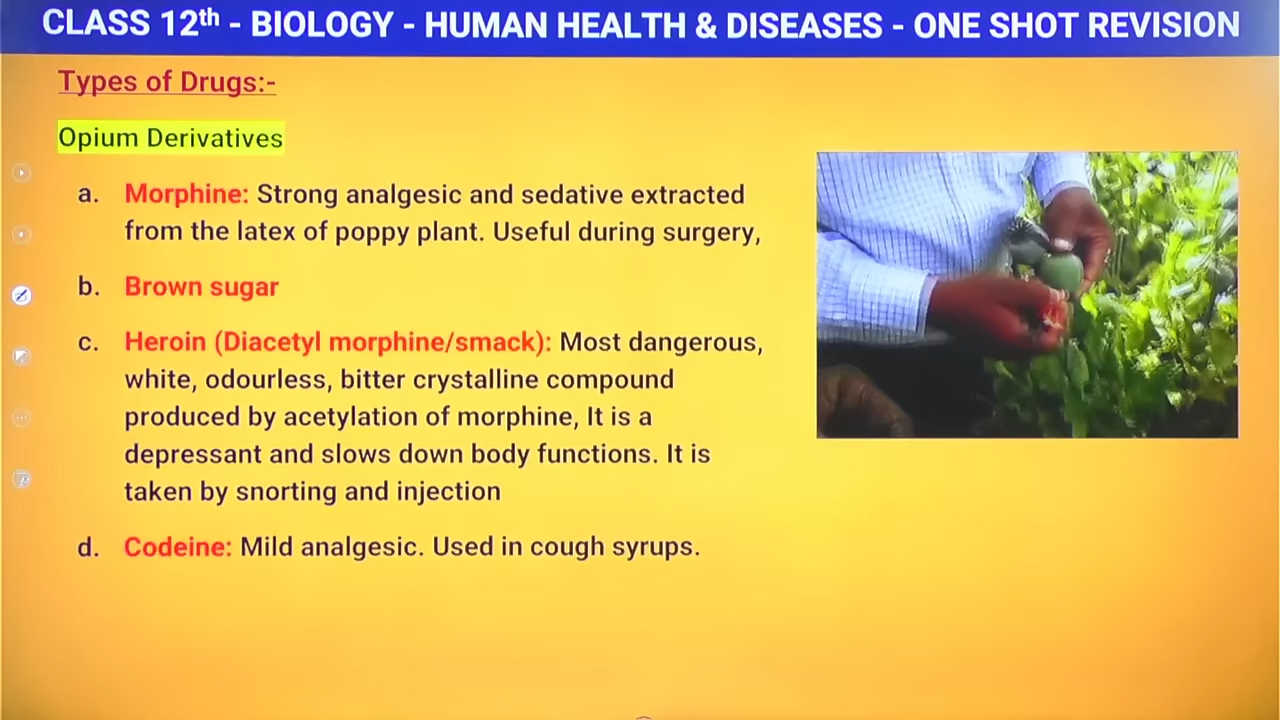 CLASS 12th - BIOLOGY - HUMAN HEALTH & DISEASES - ONE SHOT REVISION
Types of Drugs:-
Opium Derivatives
a. Morphine: Strong analgesic and sedative extracted
from the latex of poppy plant. Useful during surgery,
b. Brown sugar
c. Heroin (Diacetyl morphine/smack): Most dangerous,
white, odourless, bitter crystalline compound
produced by acetylation of morphine, It is a
depressant and slows down body functions. It is
taken by snorting and injection
d. Codeine: Mild analgesic. Used in cough syrups.